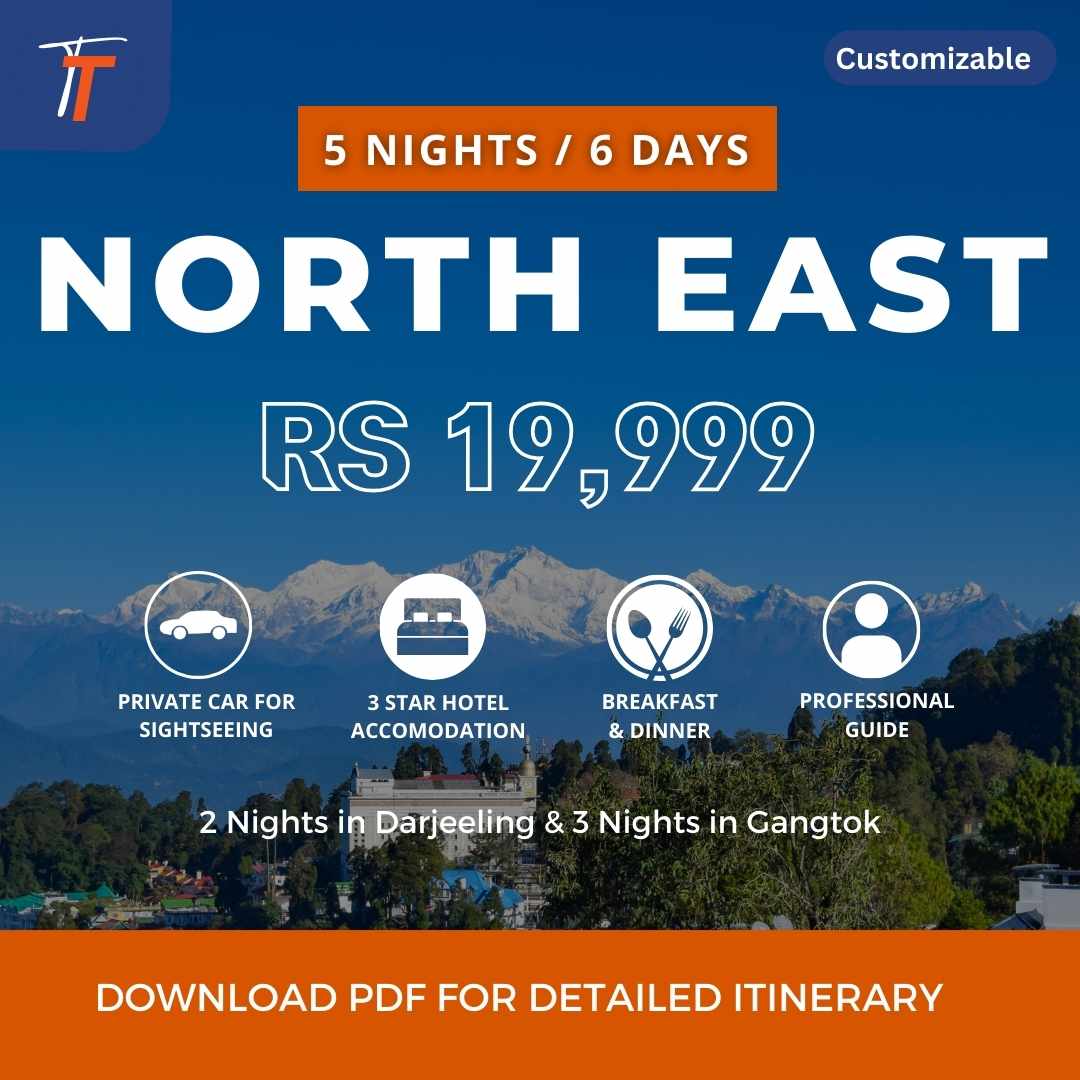 TT
Customizable
5 NIGHTS / 6 DAYS
NORTH EAST
RS 19,999
PRIVATE CAR FOR
SIGHTSEEING
3 STAR HOTEL
ACCOMODATION
BREAKFAST
& DINNER
PROFESSIONAL
GUIDE
2 Nights in Darjeeling & 3 Nights in Gangtok
DOWNLOAD PDF FOR DETAILED ITINERARY